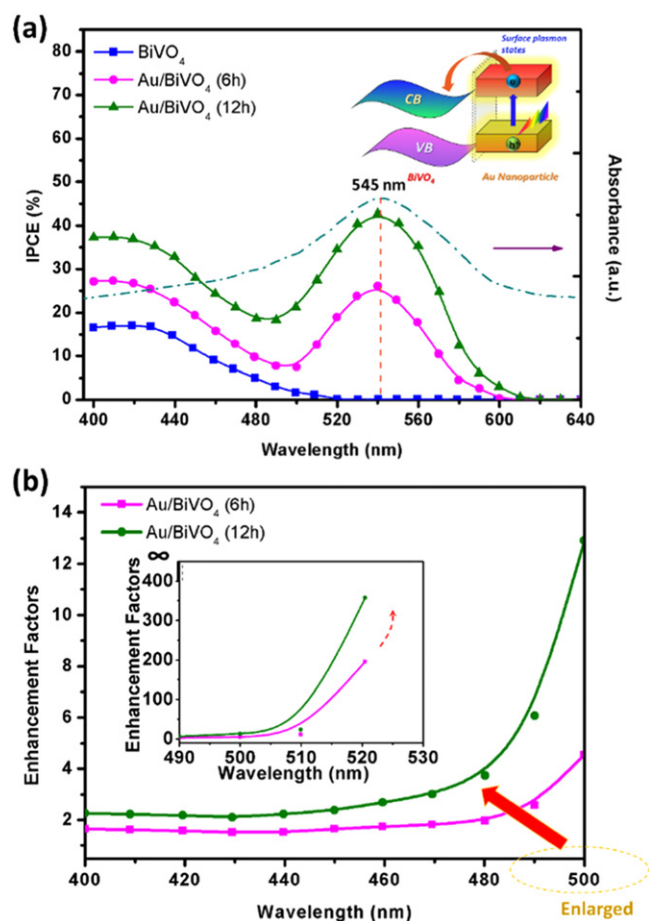 (a)
BiVO₄
Au/BiVO₄ (6h)
Au/BiVO₄ (12h)
Surface plasmon
states
CB
VB
BiVO₄
Au Nanoparticle
545 nm
IPCE (%)
Absorbance (a.u.)
80
70
60
50
40
30
20
10
0
400 440 480 520 560 600 640
Wavelength (nm)
(b)
Au/BiVO₄ (6h)
Au/BiVO₄ (12h)
Enhancement Factors
14
12
10
8
6
4
2
∞
400
300
200
100
0
Enhancement Factors
490 500 510 520 530
Wavelength (nm)
400 420 440 460 480 500
Wavelength (nm)
Enlarged